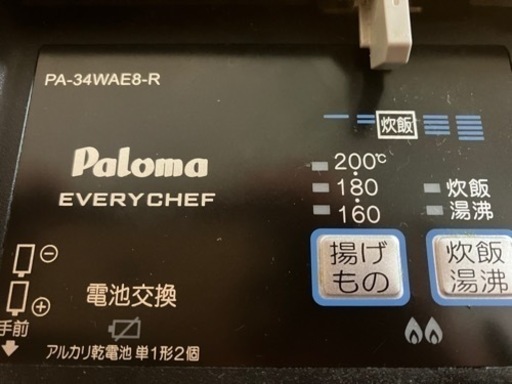 PA-34WAE8-R
炊飯
Paloma
EVERYCHEF
200℃
180
160
炊飯
湯沸
揚げ
もの
炊飯
湯沸
⊖
⊕
手前
電池交換
アルカリ乾電池 単1形2個